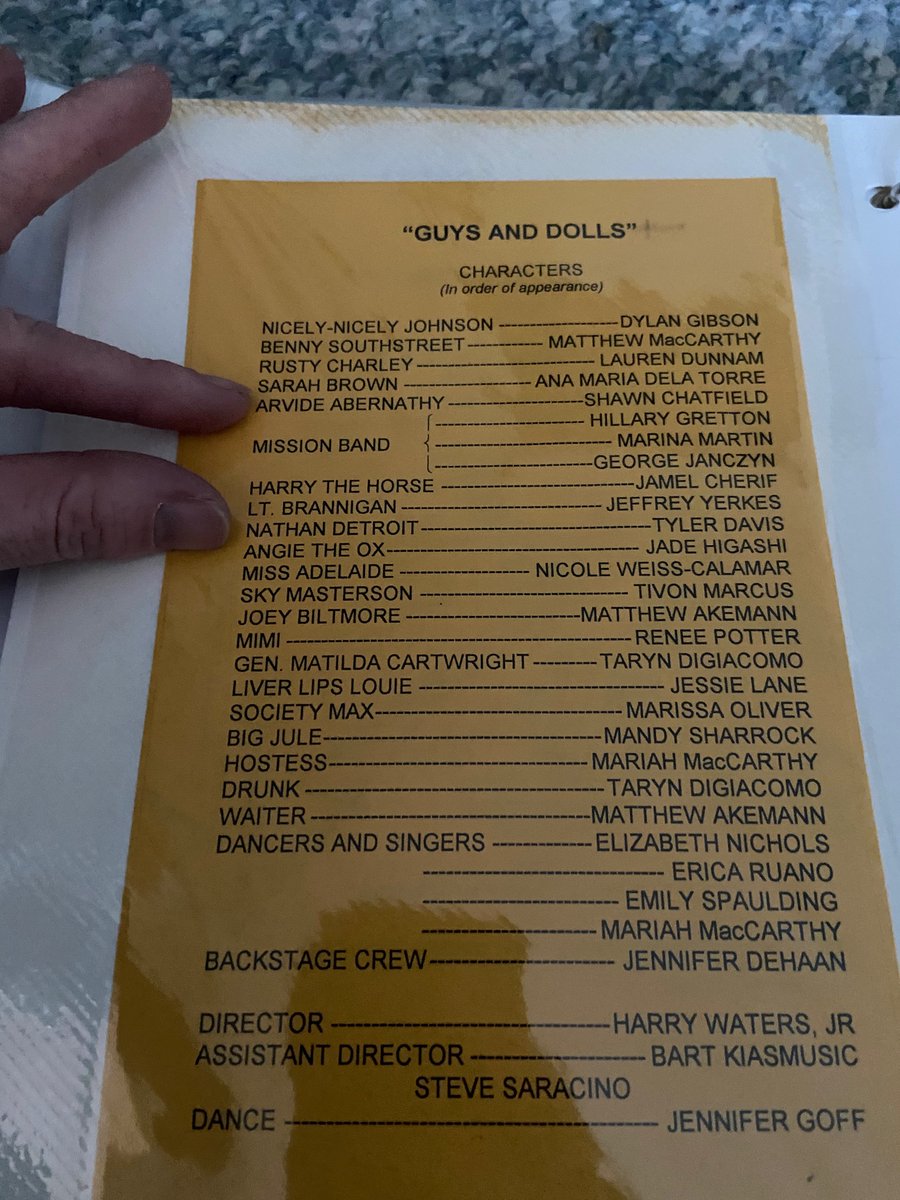 “GUYS AND DOLLS”
CHARACTERS
(In order of appearance)
NICELY-NICELY JOHNSON -------------------DYLAN GIBSON
BENNY SOUTHSTREET------------ MATTHEW MacCARTHY
RUSTY CHARLEY ---------------------------- LAUREN DUNNAM
SARAH BROWN -------------------- ANA MARIA DELA TORRE
ARVIDE ABERNATHY ----------------------SHAWN CHATFIELD
------------------------ HILLARY GRETTON
MISSION BAND { ---------------------------- MARINA MARTIN
-------------------------GEORGE JANCZYN
HARRY THE HORSE -------------------------------JAMEL CHERIF
LT. BRANNIGAN -------------------------------- JEFFREY YERKES
NATHAN DETROIT-------------------------------------TYLER DAVIS
ANGIE THE OX---------------------------------------- JADE HIGASHI
MISS ADELAIDE -------------------- NICOLE WEISS-CALAMAR
SKY MASTERSON --------------------------------- TIVON MARCUS
JOEY BILTMORE ---------------------------MATTHEW AKEMANN
MIMI ------------------------------------------------------ RENEE POTTER
GEN. MATILDA CARTWRIGHT ---------- TARYN DIGIACOMO
LIVER LIPS LOUIE -------------------------------------- JESSIE LANE
SOCIETY MAX-------------------------------------- MARISSA OLIVER
BIG JULE------------------------------------------MANDY SHARROCK
HOSTESS---------------------------------------MARIAH MacCARTHY
DRUNK --------------------------------------------TARYN DIGIACOMO
WAITER ------------------------------------------MATTHEW AKEMANN
DANCERS AND SINGERS ---------------ELIZABETH NICHOLS
------------------------------------ ERICA RUANO
----------------------------- EMILY SPAULDING
-------------------------- MARIAH MacCARTHY
BACKSTAGE CREW--------------------------- JENNIFER DEHAAN
DIRECTOR ---------------------------------------HARRY WATERS, JR
ASSISTANT DIRECTOR ------------------------- BART KIASMUSIC
STEVE SARACINO
DANCE --------------------------------------------------- JENNIFER GOFF